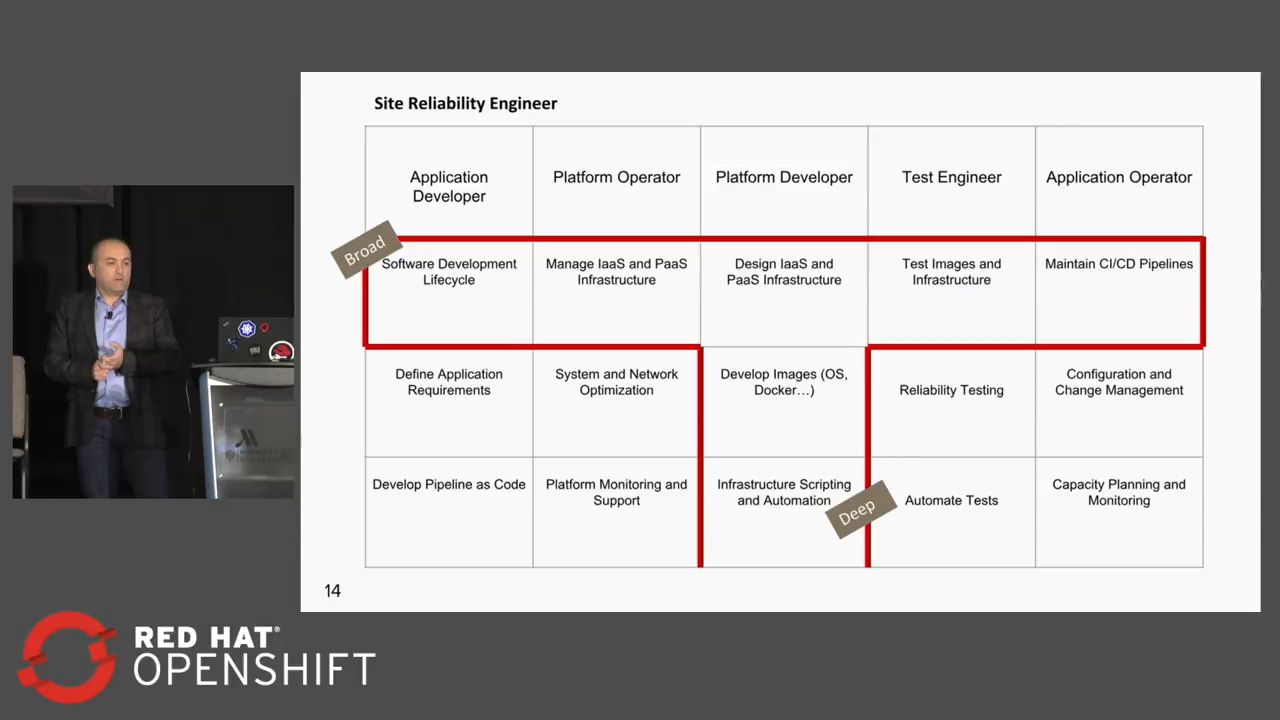 Site Reliability Engineer
Application
Developer
Platform Operator
Platform Developer
Test Engineer
Application Operator
Broad
Software Development
Lifecycle
Manage IaaS and PaaS
Infrastructure
Design IaaS and
PaaS Infrastructure
Test Images and
Infrastructure
Maintain CI/CD Pipelines
Define Application
Requirements
System and Network
Optimization
Develop Images (OS,
Docker…)
Reliability Testing
Configuration and
Change Management
Develop Pipeline as Code
Platform Monitoring and
Support
Infrastructure Scripting
and Automation
Deep
Automate Tests
Capacity Planning and
Monitoring
14
RED HAT®
OPENSHIFT